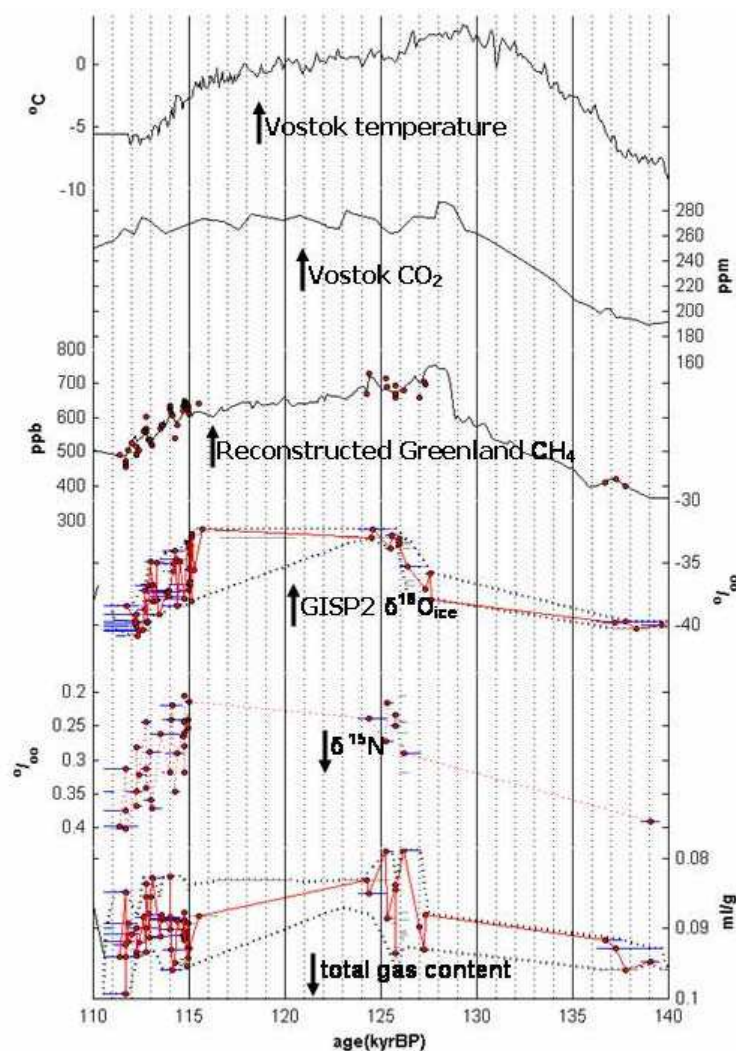 0
-5
-10
°C
Vostok temperature
280
260
240
220
200
180
160
ppm
Vostok CO2
800
700
600
500
400
300
ppb
Reconstructed Greenland CH4
-30
-35
-40
°/oo
GISP2 δ18Oice
0.2
0.25
0.3
0.35
0.4
°/oo
δ 15N
0.08
0.09
0.1
ml/g
total gas content
110 115 120 125 130 135 140
age(kyrBP)